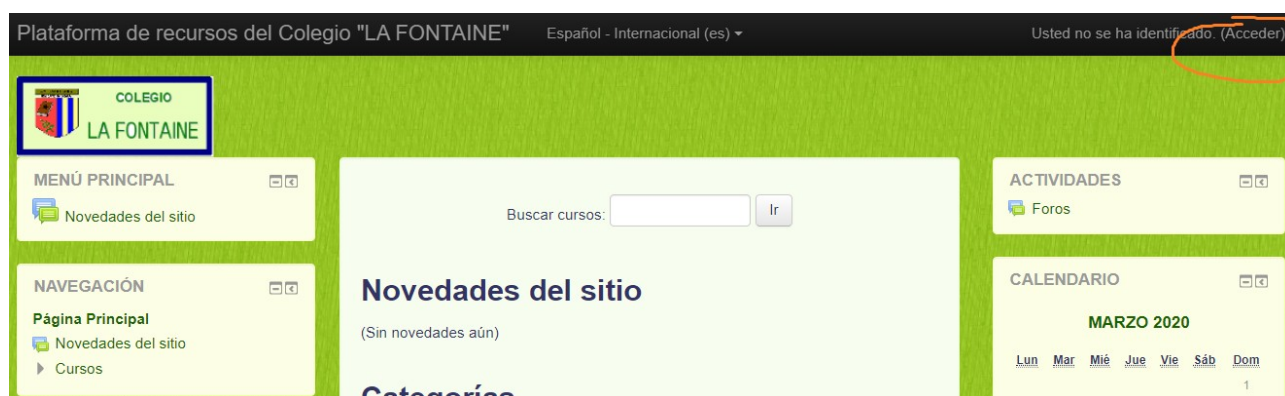 Plataforma de recursos del Colegio "LA FONTAINE"
Español - Internacional (es)
Usted no se ha identificado. (Acceder)
COLEGIO
LA FONTAINE
MENÚ PRINCIPAL
Novedades del sitio
NAVEGACIÓN
Página Principal
Novedades del sitio
Cursos
Buscar cursos:
Ir
Novedades del sitio
(Sin novedades aún)
Categorías
ACTIVIDADES
Foros
CALENDARIO
MARZO 2020
Lun Mar Mié Jue Vie Sáb Dom
1